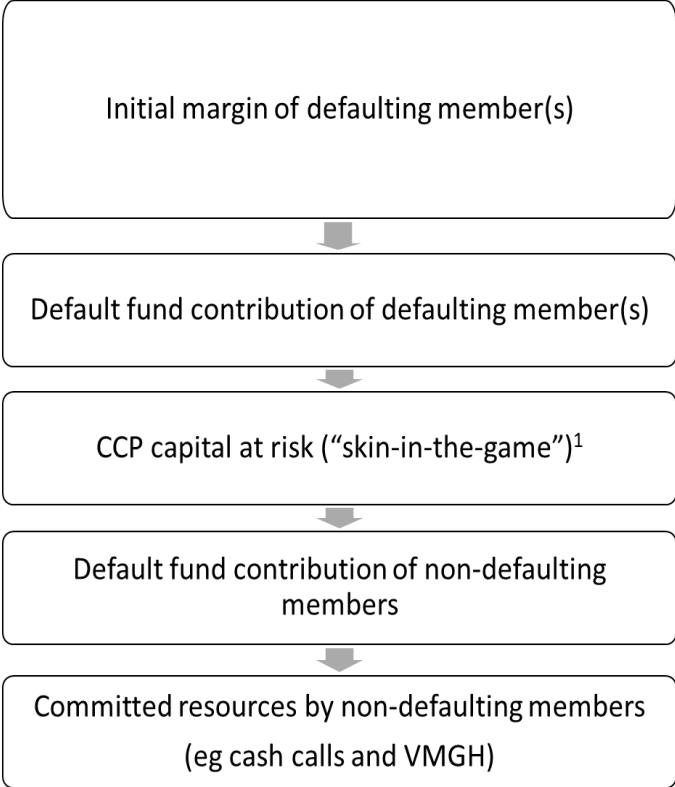 Initial margin of defaulting member(s)
Default fund contribution of defaulting member(s)
CCP capital at risk (“skin-in-the-game”)¹
Default fund contribution of non-defaulting
members
Committed resources by non-defaulting members
(eg cash calls and VMGH)